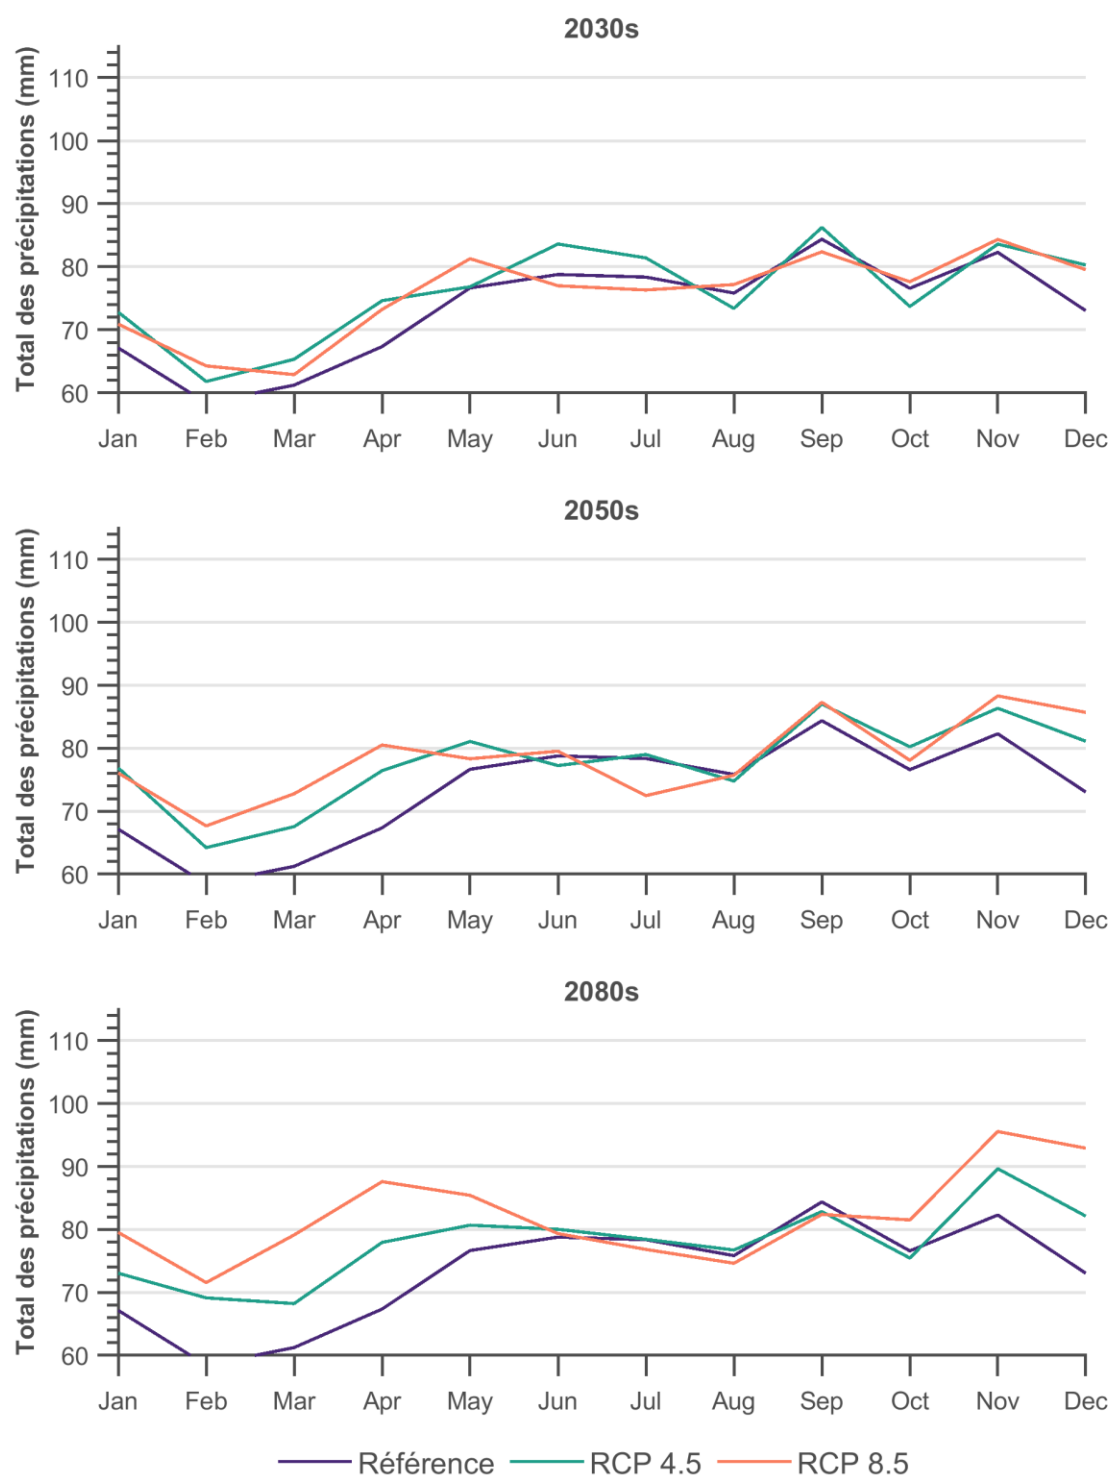 2030s
Total des précipitations (mm)
110
100
90
80
70
60
Jan Feb Mar Apr May Jun Jul Aug Sep Oct Nov Dec
2050s
Total des précipitations (mm)
110
100
90
80
70
60
Jan Feb Mar Apr May Jun Jul Aug Sep Oct Nov Dec
2080s
Total des précipitations (mm)
110
100
90
80
70
60
Jan Feb Mar Apr May Jun Jul Aug Sep Oct Nov Dec
Référence RCP 4.5 RCP 8.5